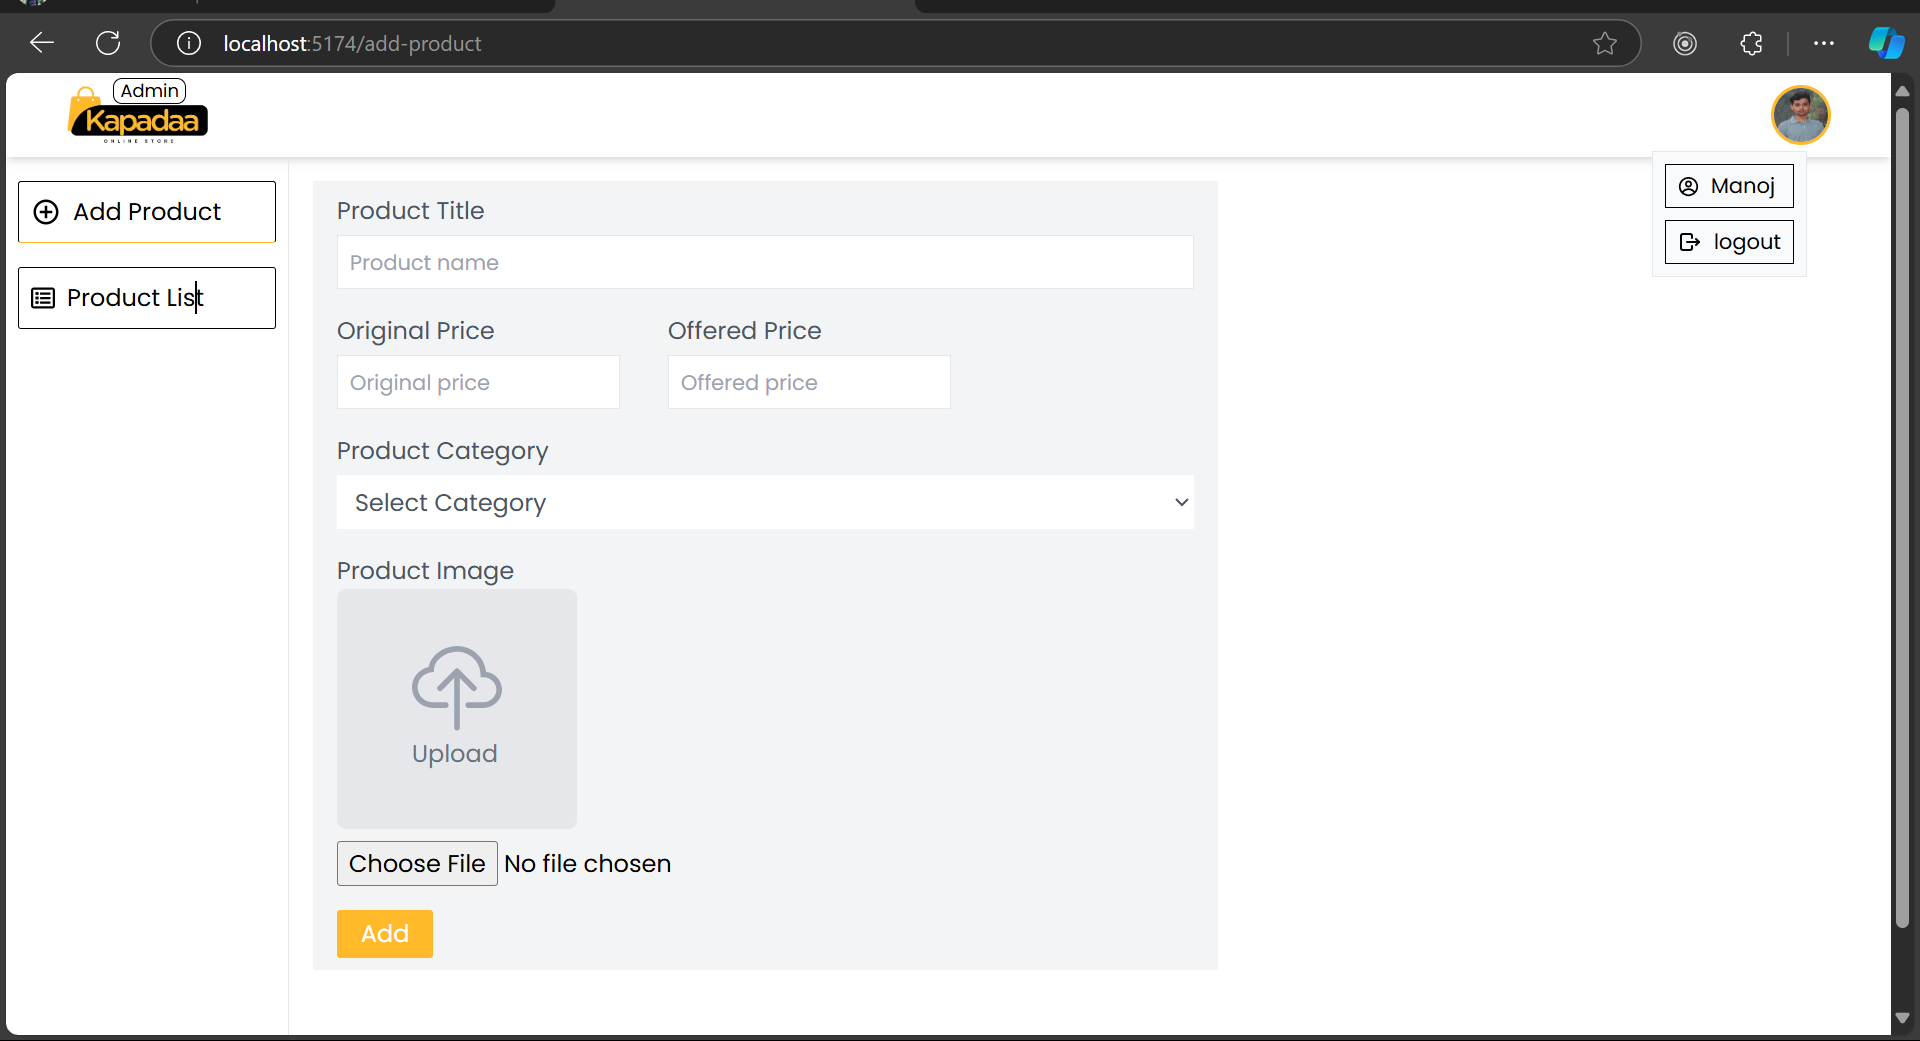 localhost:5174/add-product
Admin
Kapadaa
ONLINE STORE
Manoj
logout
Add Product
Product List
Product Title
Product name
Original Price Offered Price
Original price Offered price
Product Category
Select Category
Product Image
Upload
Choose File No file chosen
Add